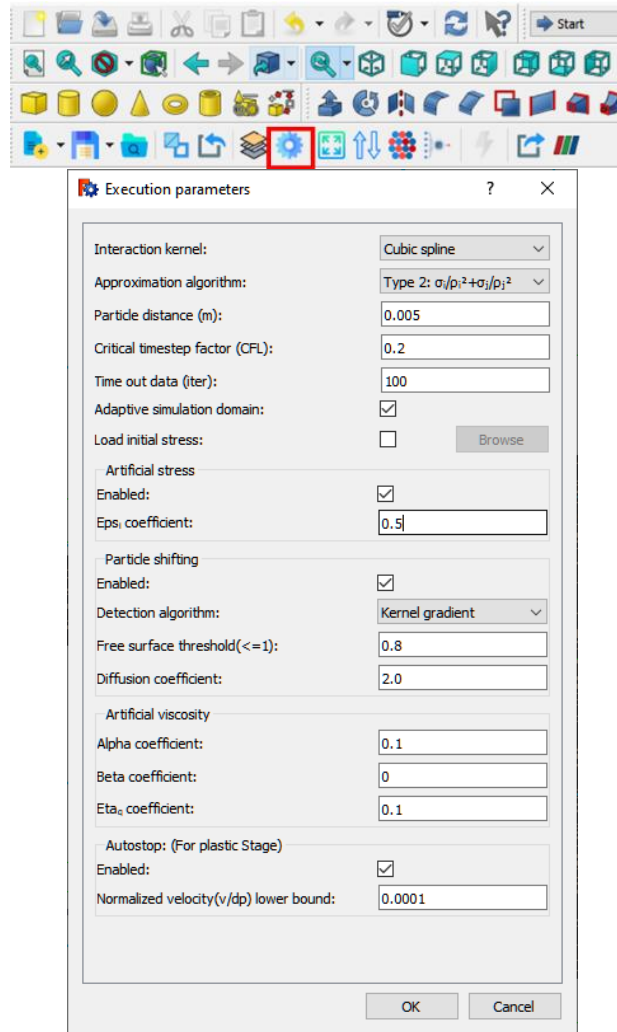 Start
Execution parameters ?
Interaction kernel: Cubic spline
Approximation algorithm: Type 2: σᵢ/ρᵢ²+σⱼ/ρⱼ²
Particle distance (m): 0.005
Critical timestep factor (CFL): 0.2
Time out data (iter): 100
Adaptive simulation domain:
Load initial stress: Browse
Artificial stress
Enabled:
Epsᵢ coefficient: 0.5
Particle shifting
Enabled:
Detection algorithm: Kernel gradient
Free surface threshold(<=1): 0.8
Diffusion coefficient: 2.0
Artificial viscosity
Alpha coefficient: 0.1
Beta coefficient: 0
Eta coefficient: 0.1
Autostop: (For plastic Stage)
Enabled:
Normalized velocity(v/dp) lower bound: 0.0001
OK Cancel